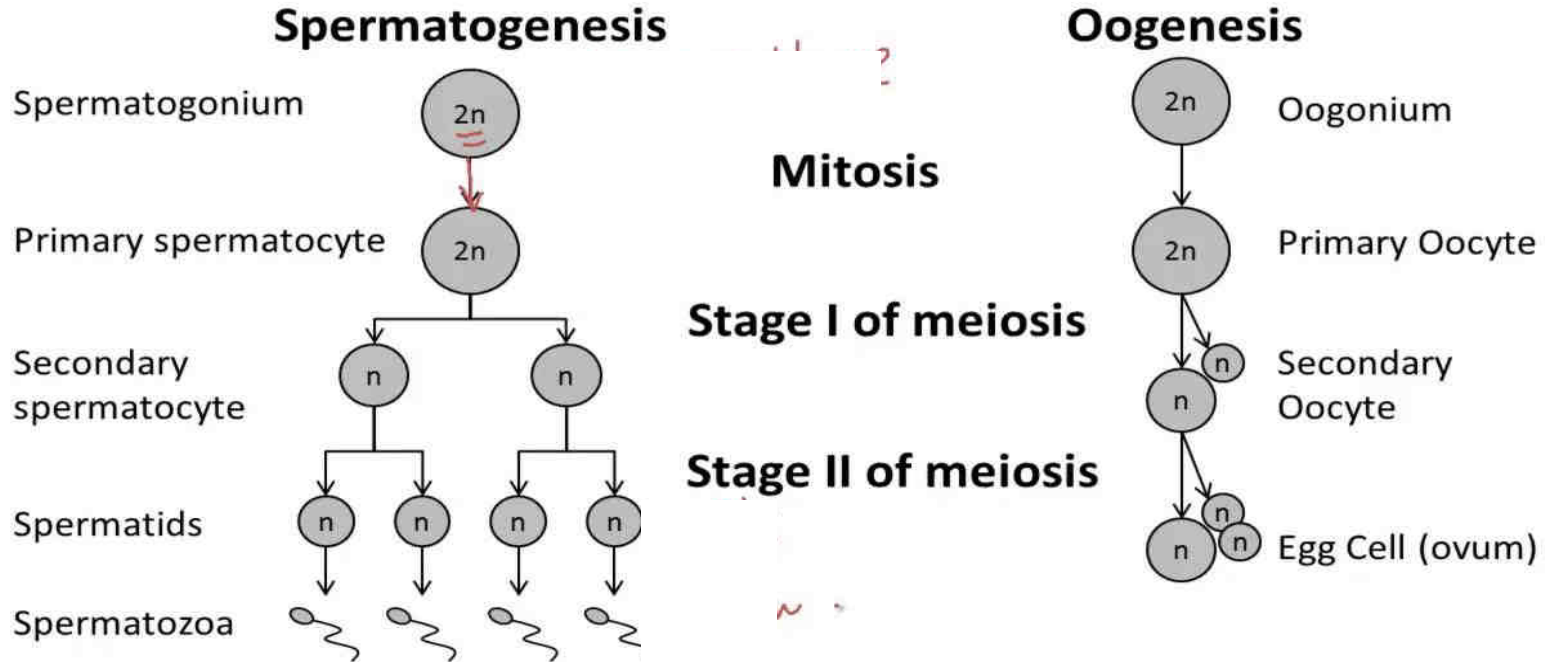 Spermatogenesis
Oogenesis
Spermatogonium
2n
2n
Oogonium
Mitosis
Primary spermatocyte
2n
2n
Primary Oocyte
Stage I of meiosis
Secondary
spermatocyte
n
n
n
n
Secondary
Oocyte
Stage II of meiosis
Spermatids
n
n
n
n
n
n
n
Egg Cell (ovum)
Spermatozoa